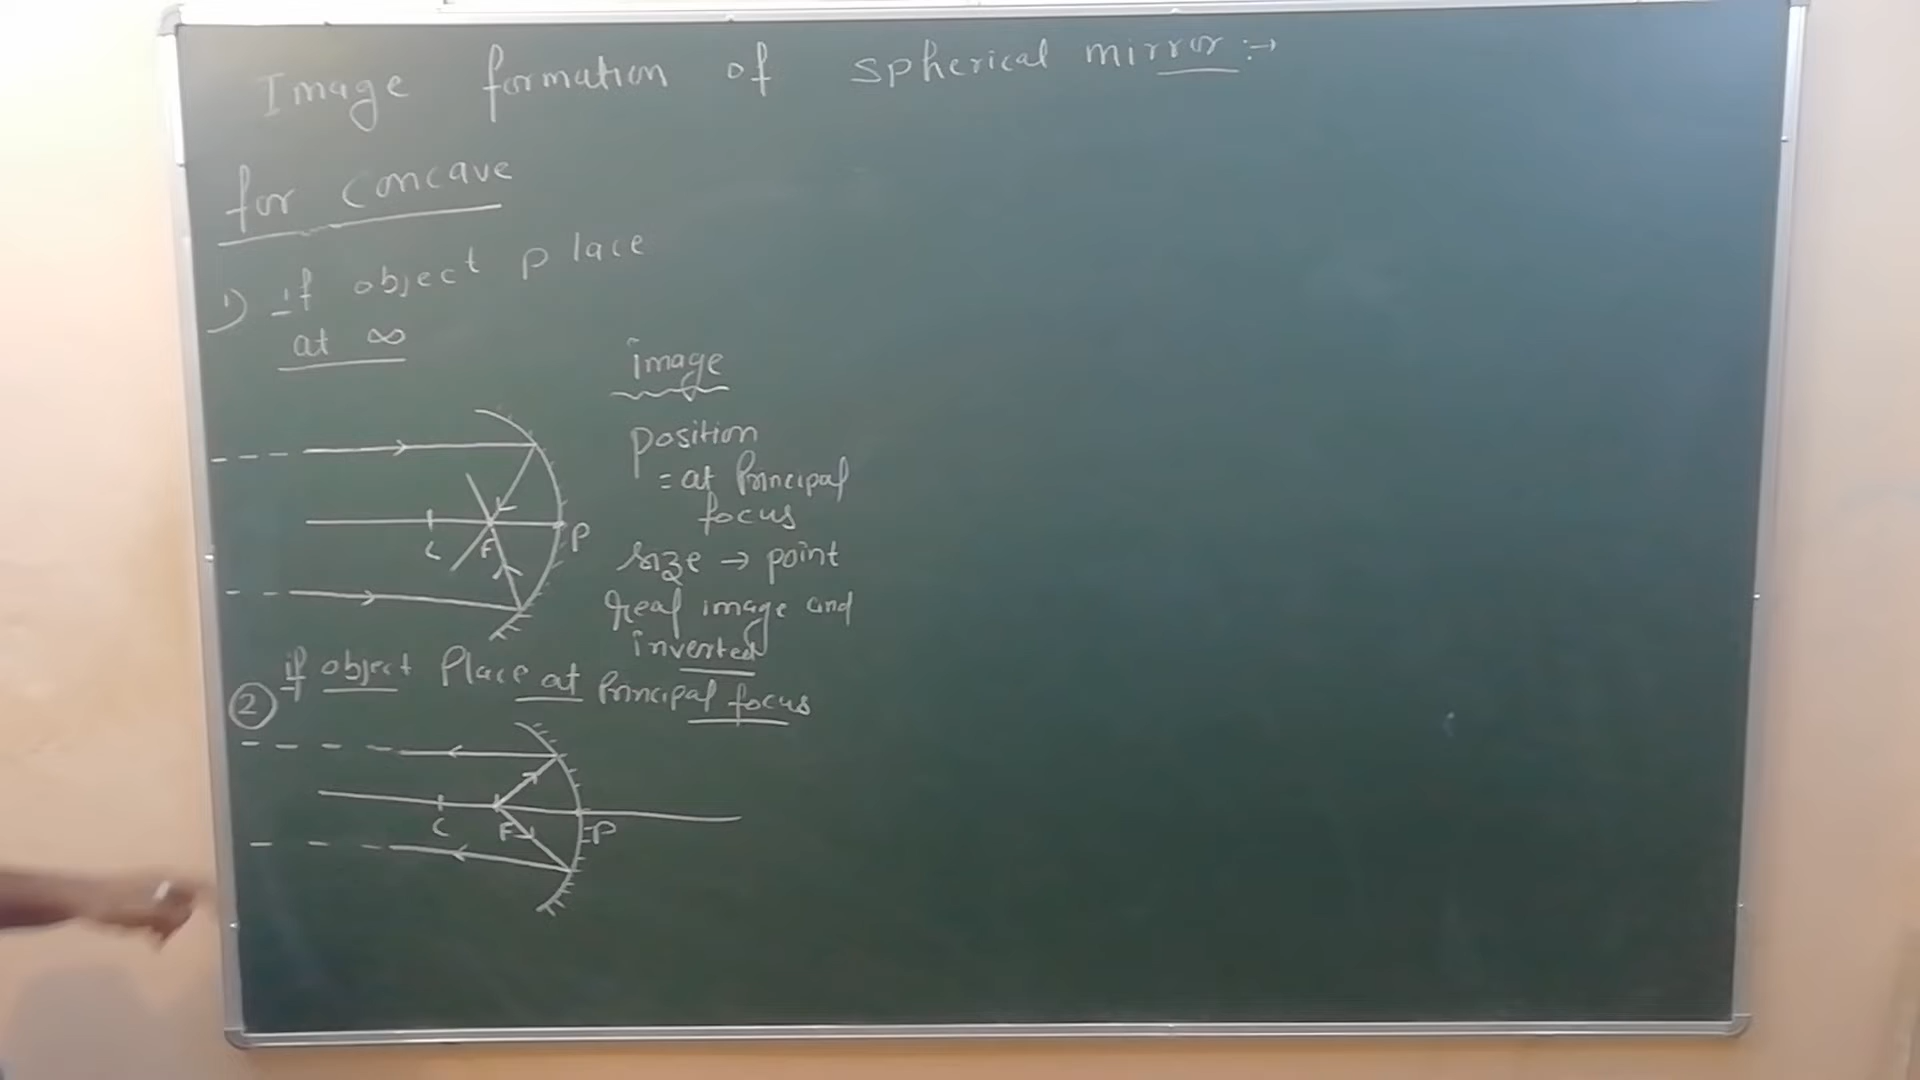 Image formation of spherical mirror :→
for concave
1) if object place
at ∞
image
position
= at Principal
focus
C F P
size → point
real image and
inverted
2 if object Place at Principal focus
C F P